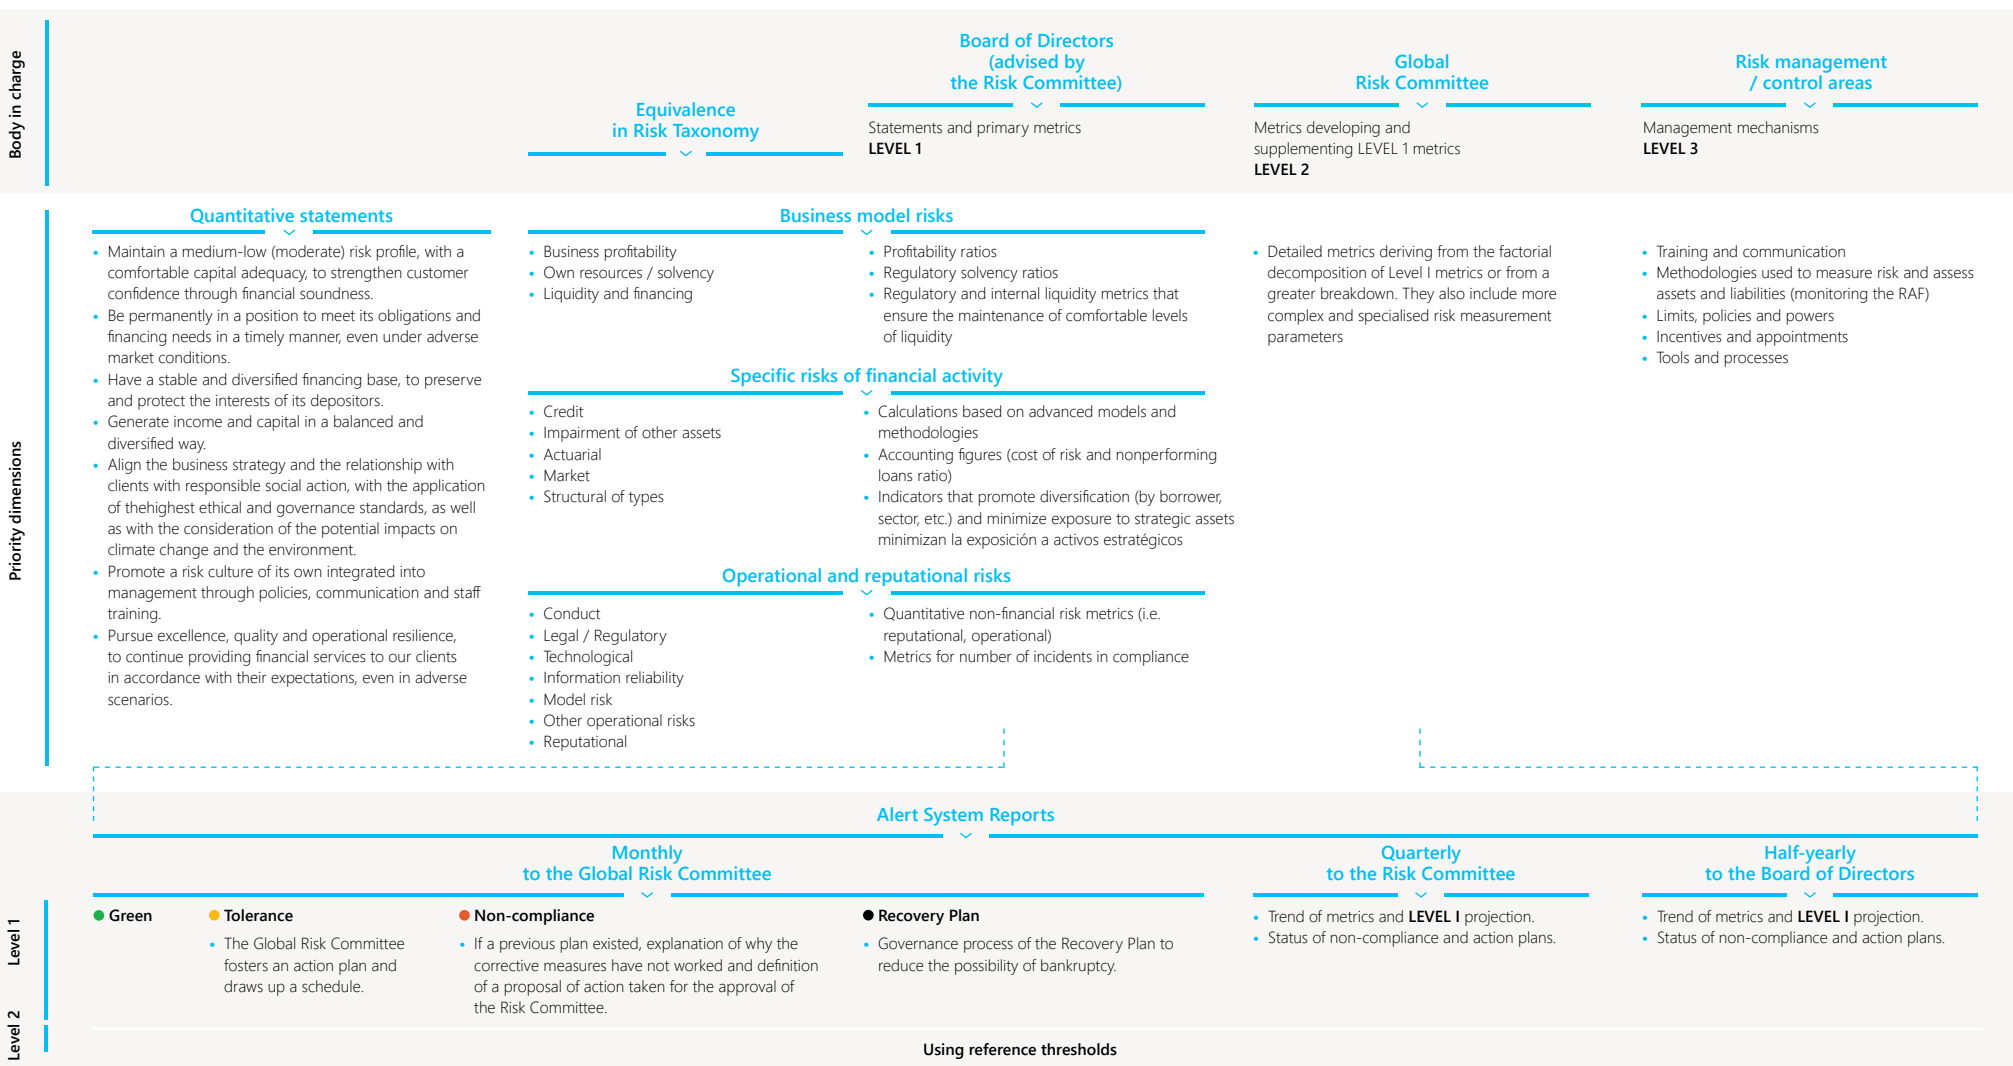 Body in charge
Equivalence
in Risk Taxonomy
Board of Directors
(advised by
the Risk Committee)
Statements and primary metrics
LEVEL 1
Global
Risk Committee
Metrics developing and
supplementing LEVEL 1 metrics
LEVEL 2
Risk management
/ control areas
Management mechanisms
LEVEL 3
Priority dimensions
Quantitative statements
• Maintain a medium-low (moderate) risk profile, with a
comfortable capital adequacy, to strengthen customer
confidence through financial soundness.
• Be permanently in a position to meet its obligations and
financing needs in a timely manner, even under adverse
market conditions.
• Have a stable and diversified financing base, to preserve
and protect the interests of its depositors.
• Generate income and capital in a balanced and
diversified way.
• Align the business strategy and the relationship with
clients with responsible social action, with the application
of thehighest ethical and governance standards, as well
as with the consideration of the potential impacts on
climate change and the environment.
• Promote a risk culture of its own integrated into
management through policies, communication and staff
training.
• Pursue excellence, quality and operational resilience,
to continue providing financial services to our clients
in accordance with their expectations, even in adverse
scenarios.
Business model risks
• Business profitability
• Own resources / solvency
• Liquidity and financing
• Profitability ratios
• Regulatory solvency ratios
• Regulatory and internal liquidity metrics that
ensure the maintenance of comfortable levels
of liquidity
Specific risks of financial activity
• Credit
• Impairment of other assets
• Actuarial
• Market
• Structural of types
• Calculations based on advanced models and
methodologies
• Accounting figures (cost of risk and nonperforming
loans ratio)
• Indicators that promote diversification (by borrower,
sector, etc.) and minimize exposure to strategic assets
minimizan la exposición a activos estratégicos
Operational and reputational risks
• Conduct
• Legal / Regulatory
• Technological
• Information reliability
• Model risk
• Other operational risks
• Reputational
• Quantitative non-financial risk metrics (i.e.
reputational, operational)
• Metrics for number of incidents in compliance
• Detailed metrics deriving from the factorial
decomposition of Level I metrics or from a
greater breakdown. They also include more
complex and specialised risk measurement
parameters
• Training and communication
• Methodologies used to measure risk and assess
assets and liabilities (monitoring the RAF)
• Limits, policies and powers
• Incentives and appointments
• Tools and processes
Alert System Reports
Level 1
Monthly
to the Global Risk Committee
Green
Tolerance
• The Global Risk Committee
fosters an action plan and
draws up a schedule.
Non-compliance
• If a previous plan existed, explanation of why the
corrective measures have not worked and definition
of a proposal of action taken for the approval of
the Risk Committee.
Recovery Plan
• Governance process of the Recovery Plan to
reduce the possibility of bankruptcy.
Quarterly
to the Risk Committee
• Trend of metrics and LEVEL I projection.
• Status of non-compliance and action plans.
Half-yearly
to the Board of Directors
• Trend of metrics and LEVEL I projection.
• Status of non-compliance and action plans.
Level 2
Using reference thresholds